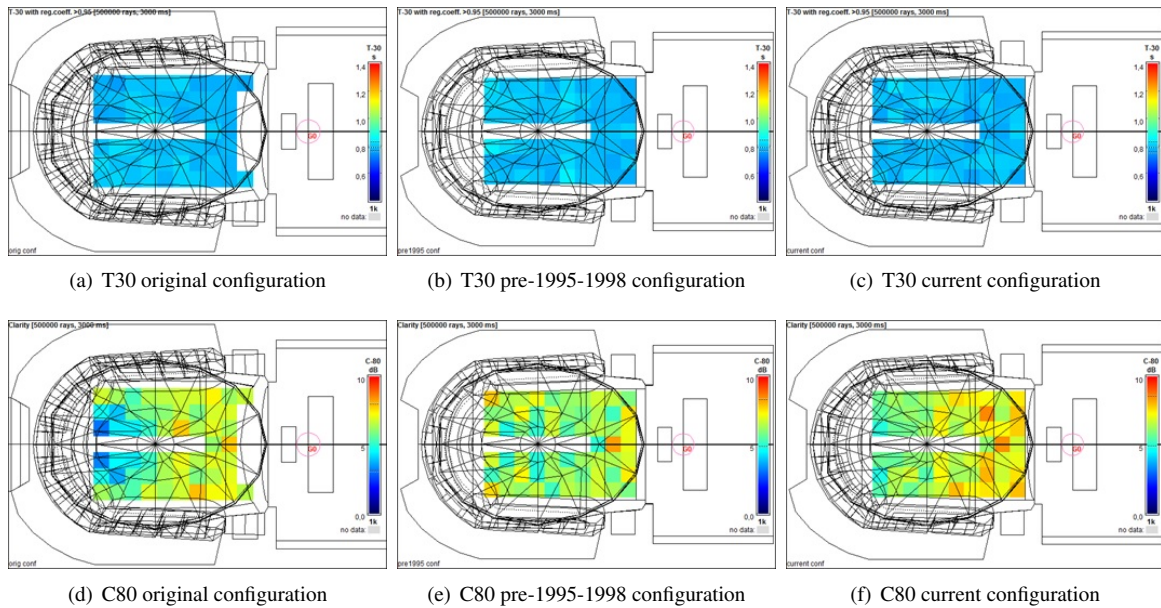 T-30 with reg.coeff. >0.95 [500000 rays, 3000 ms]
T-30
s
1,4
1,2
1,0
0,8
0,6
1k
no data:
G0
orig conf
T-30 with reg.coeff. >0.95 [500000 rays, 3000 ms]
T-30
s
1,4
1,2
1,0
0,8
0,6
1k
no data:
G0
pre1995 conf
T-30 with reg.coeff. >0.95 [500000 rays, 3000 ms]
T-30
s
1,4
1,2
1,0
0,8
0,6
1k
no data:
G0
current conf
(a) T30 original configuration
(b) T30 pre-1995-1998 configuration
(c) T30 current configuration
Clarity [500000 rays, 3000 ms]
C-80
dB
10
5
0,0
1k
no data:
G0
orig conf
Clarity [500000 rays, 3000 ms]
C-80
dB
10
5
0,0
1k
no data:
G0
pre1995 conf
Clarity [500000 rays, 3000 ms]
C-80
dB
10
5
0,0
1k
no data:
G0
current conf
(d) C80 original configuration
(e) C80 pre-1995-1998 configuration
(f) C80 current configuration